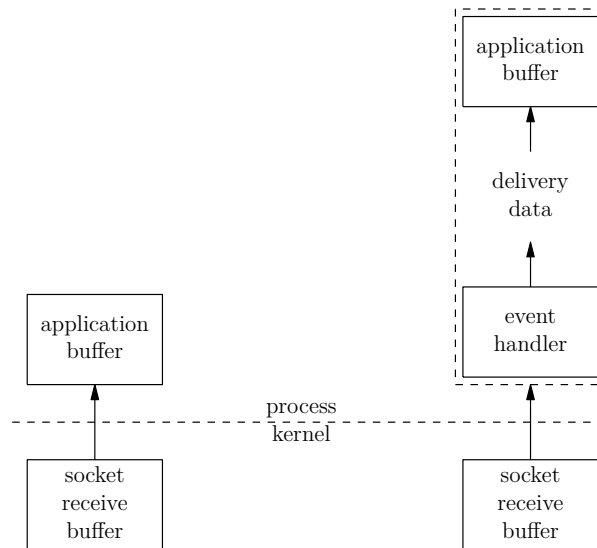 application
buffer
delivery
data
event
handler
application
buffer
process
kernel
socket
receive
buffer
socket
receive
buffer